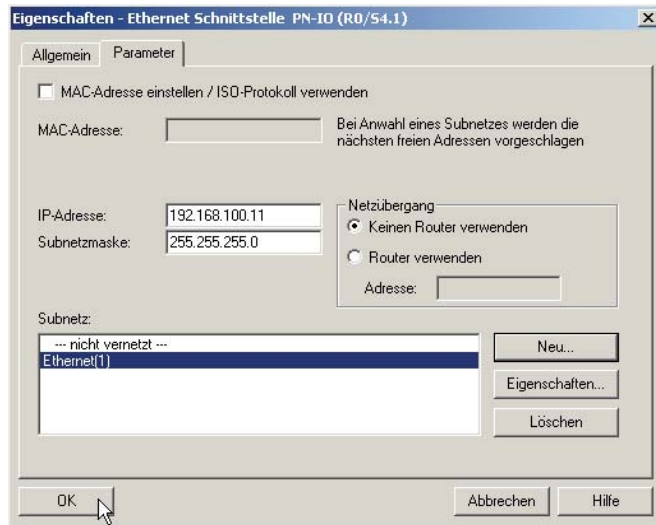 Eigenschaften - Ethernet Schnittstelle PN-IO (R0/S4.1)
Allgemein
Parameter
MAC-Adresse einstellen / ISO-Protokoll verwenden
MAC-Adresse:
Bei Anwahl eines Subnetzes werden die
nächsten freien Adressen vorgeschlagen
IP-Adresse:
192.168.100.11
Subnetzmaske:
255.255.255.0
Netzübergang
Keinen Router verwenden
Router verwenden
Adresse:
Subnetz:
--- nicht vernetzt ---
Ethernet(1)
Neu...
Eigenschaften...
Löschen
OK
Abbrechen
Hilfe